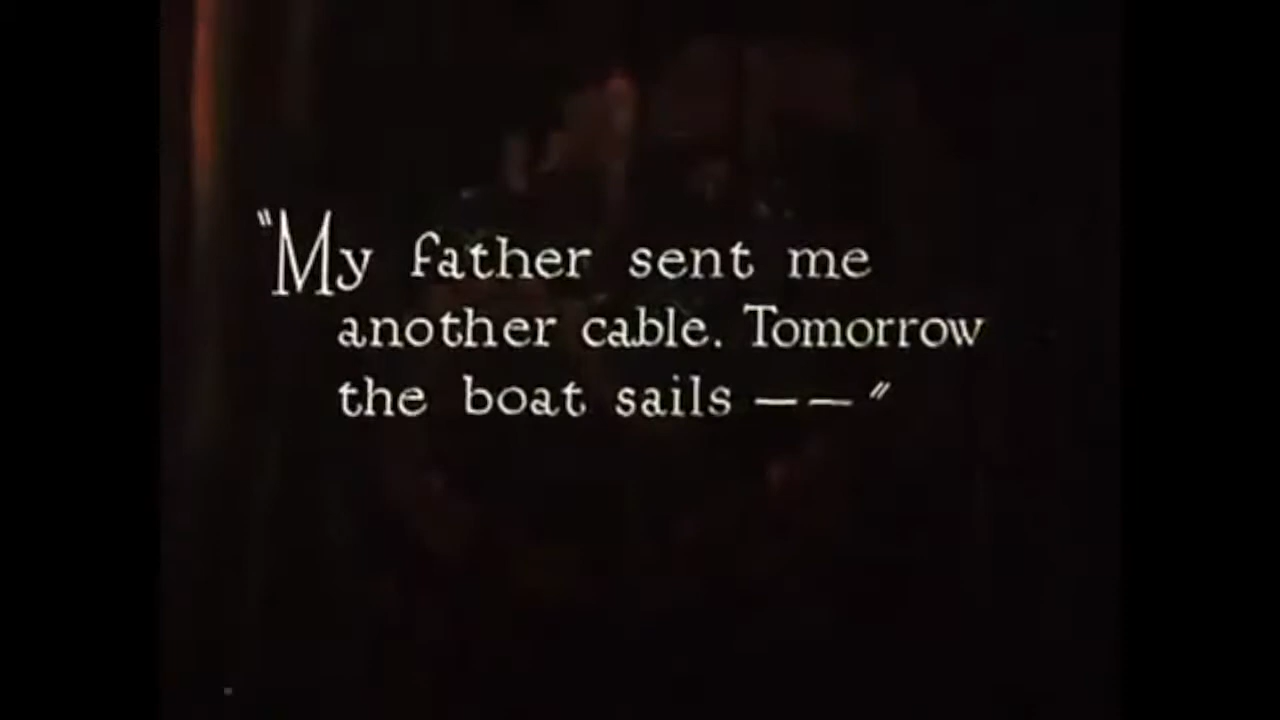 "My father sent me
another cable. Tomorrow
the boat sails — — "